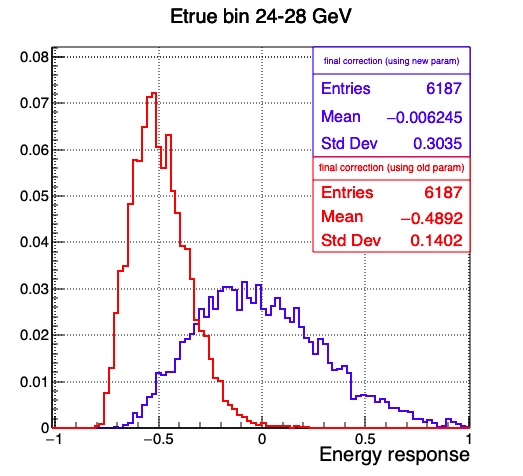 Etrue bin 24-28 GeV
0.08
0.07
0.06
0.05
0.04
0.03
0.02
0.01
0
final correction (using new param)
Entries 6187
Mean −0.006245
Std Dev 0.3035
final correction (using old param)
Entries 6187
Mean −0.4892
Std Dev 0.1402
−1 −0.5 0 0.5 1
Energy response